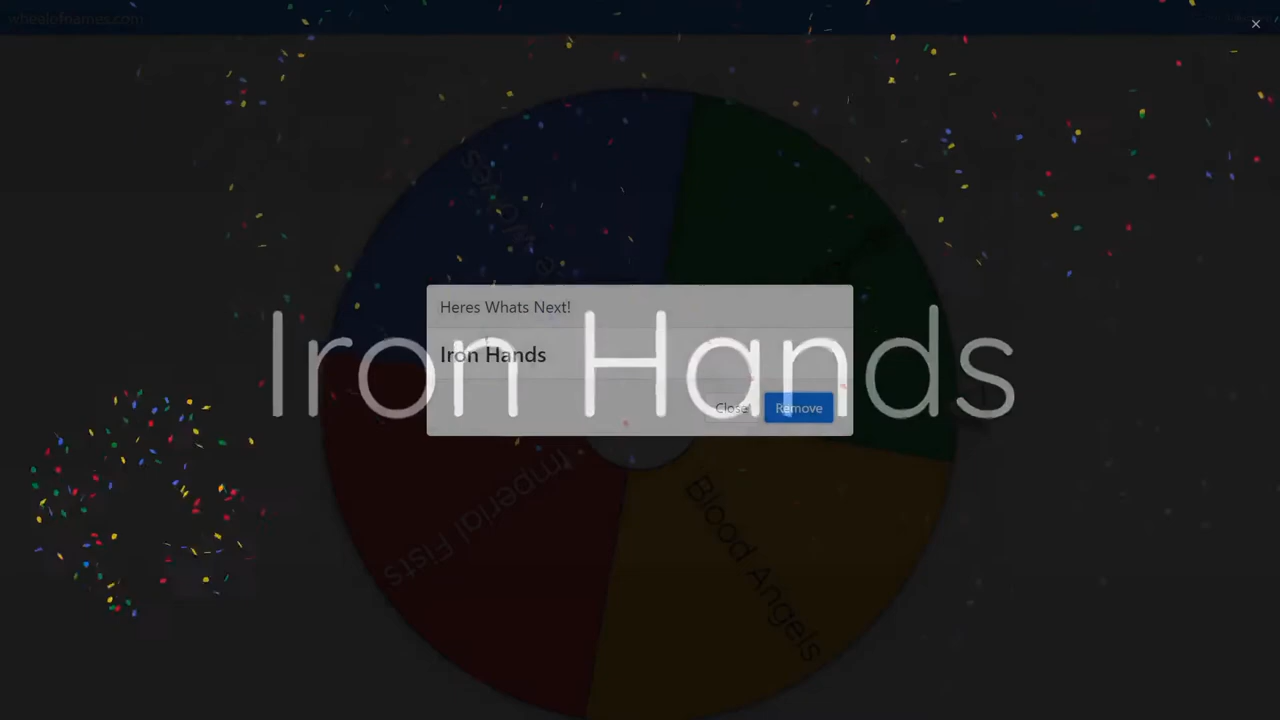 wheelofnames.com
Heres Whats Next!
Iron Hands
Iron Hands
Close
Remove
Imperial Fists
Blood Angels